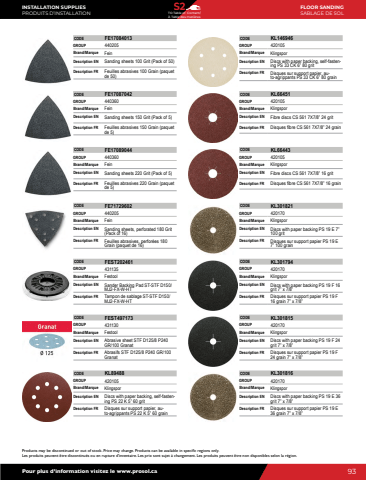 INSTALLATION SUPPLIES
PRODUITS D'INSTALLATION
FLOOR SANDING
SABLAGE DE SOL
CODE FE17084013
GROUP 440205
Brand/Marque Fein
Description EN Sanding sheets 100 Grit (Pack of 50)
Description FR Feuilles abrasives 100 Grain (paquet
de 50)
CODE FE17087042
GROUP 440360
Brand/Marque Fein
Description EN Sanding sheets 150 Grit (Pack of 5)
Description FR Feuilles abrasives 150 Grain (paquet
de 5)
CODE
GROUP 440360
Brand/Marque Fein
Description EN Sanding sheets 220 Grit (Pack of 5)
Description FR Feuilles abrasives 220 Grain (paquet
de 5)
CODE
GROUP 440205
Brand/Marque Fein
Description EN Sanding sheets, perforated 180 Grit
(Pack of 16)
Description FR Feuilles abrasives, perforées 180
Grain (paquet de 16)
CODE FEST202461
GROUP 431135
Brand/Marque Festool
Description EN Sander Backing Pad ST-STF D150/
MJ2-FX-W-HT
Description FR Tampon de sablage ST-STF D150/
MJ2-FX-W-HT
Granat
Ø 125
CODE FEST497173
GROUP 431130
Brand/Marque Festool
Description EN Abrasive sheet STF D125/8 P240
GR/100 Granat
Description FR Abrasifs STF D125/8 P240 GR/100
Granat
CODE KL89488
GROUP 420105
Brand/Marque Klingspor
Description EN Discs with paper backing, self-fasten-
ing PS 22 K 5" 60 grit
Description FR Disques sur support papier, au-
to-agrippants PS 22 K 5" 60 grain
CODE KL146946
GROUP 420105
Brand/Marque Klingspor
Description EN Discs with paper backing, self-fasten-
ing PS 33 CK 6" 80 grit
Description FR Disques sur support papier, au-
to-agrippants PS 33 CK 6" 80 grain
CODE KL66451
GROUP 420105
Brand/Marque Klingspor
Description EN Fibre discs CS 561 7X7/8" 24 grit
Description FR Disques fibre CS 561 7X7/8" 24 grain
CODE KL66443
GROUP 420105
Brand/Marque Klingspor
Description EN Fibre discs CS 561 7X7/8" 16 grit
Description FR Disques fibre CS 561 7X7/8" 16 grain
CODE KL301821
GROUP 420170
Brand/Marque Klingspor
Description EN Discs with paper backing PS 19 E 7"
100 grit
Description FR Disques sur support papier PS 19 E
7" 100 grain
CODE KL301794
GROUP 420170
Brand/Marque Klingspor
Description EN Discs with paper backing PS 19 F 16
grit 7" x 7/8"
Description FR Disques sur support papier PS 19 F
16 grain 7" x 7/8"
CODE KL301815
GROUP 420170
Brand/Marque Klingspor
Description EN Discs with paper backing PS 19 F 24
grit 7" x 7/8"
Description FR Disques sur support papier PS 19 F
24 grain 7" x 7/8"
CODE KL301816
GROUP 420170
Brand/Marque Klingspor
Description EN Discs with paper backing PS 19 E 36
grit 7" x 7/8"
Description FR Disques sur support papier PS 19 E
36 grain 7" x 7/8"
Products may be discontinued or out of stock. Price may change. Products can be available in specific regions only.
Les produits peuvent être discontinués ou en rupture d'inventaire. Les prix sont sujet à changement. Les produits peuvent être non disponibles selon la région.
Pour plus d'information visitez le www.prosol.ca
93